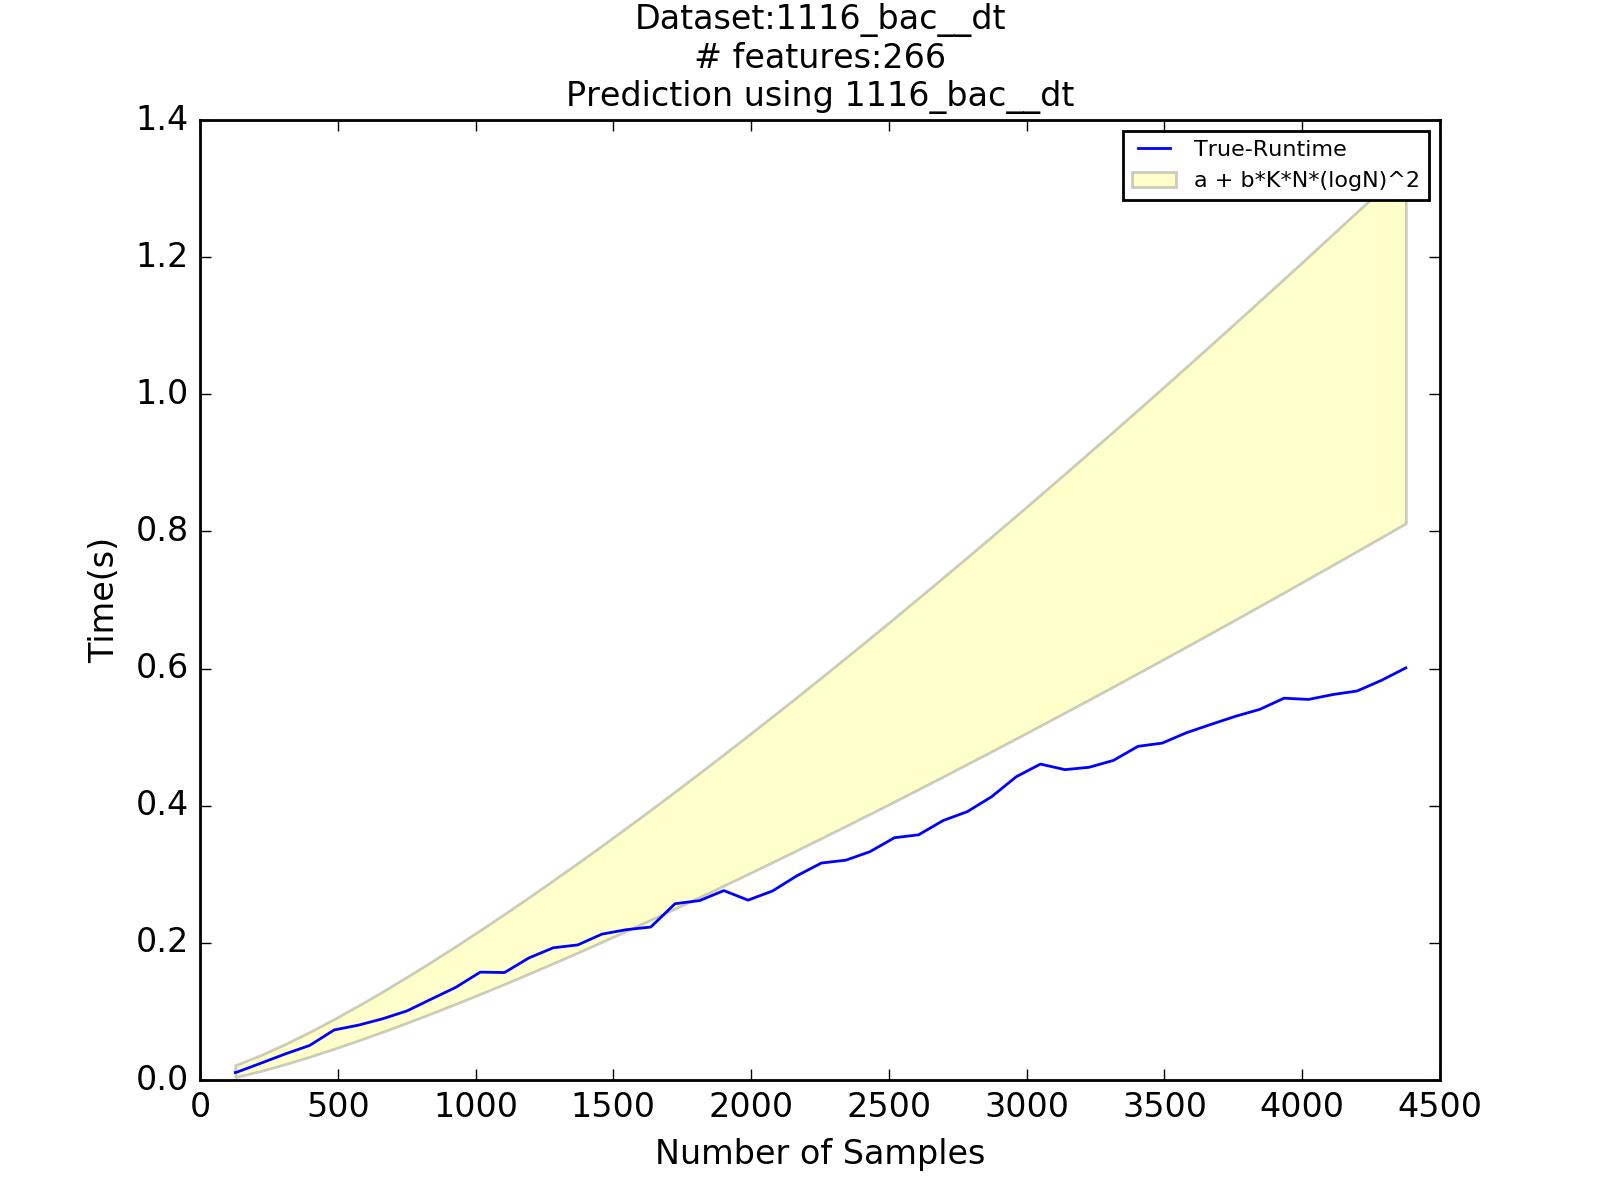 Dataset:1116_bac__dt
# features:266
Prediction using 1116_bac__dt
True-Runtime
a + b*K*N*(logN)^2
1.4
1.2
1.0
0.8
0.6
0.4
0.2
0.0
Time(s)
0 500 1000 1500 2000 2500 3000 3500 4000 4500
Number of Samples